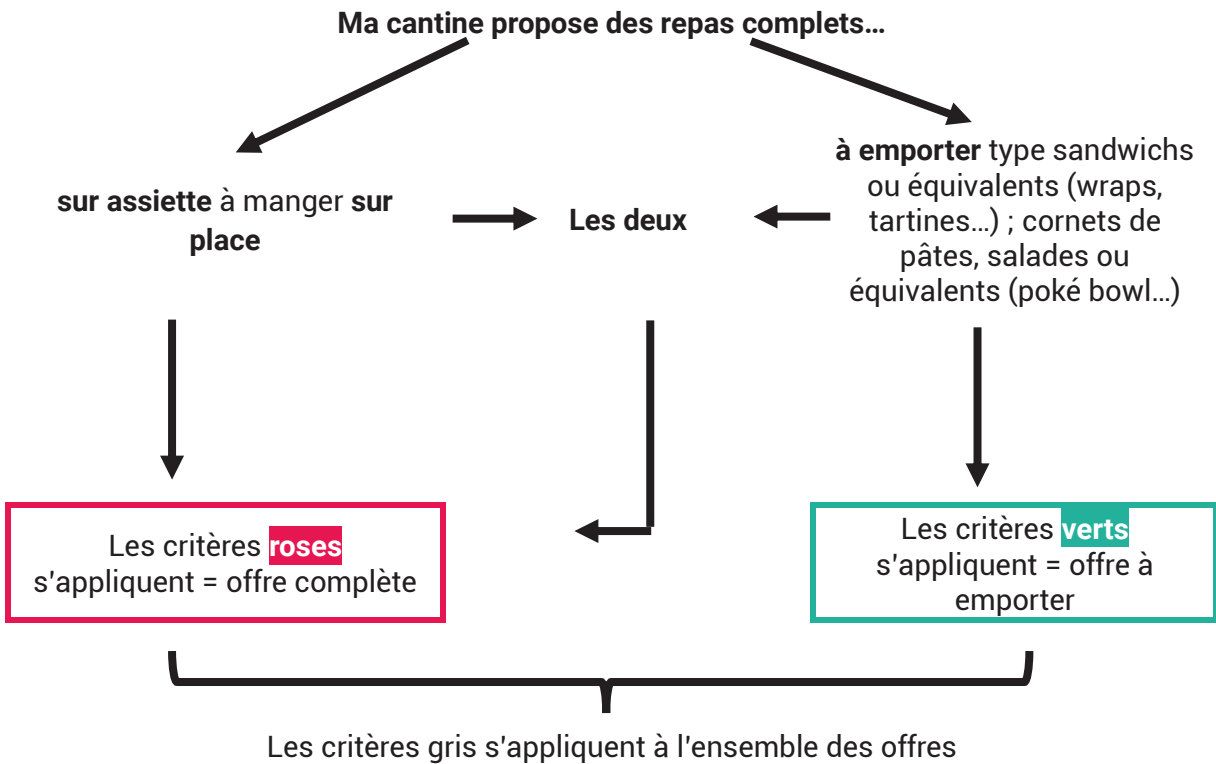 Ma cantine propose des repas complets…
sur assiette à manger sur
place
Les deux
à emporter type sandwichs
ou équivalents (wraps,
tartines…) ; cornets de
pâtes, salades ou
équivalents (poké bowl…)
Les critères roses
s'appliquent = offre complète
Les critères verts
s'appliquent = offre à
emporter
Les critères gris s'appliquent à l'ensemble des offres